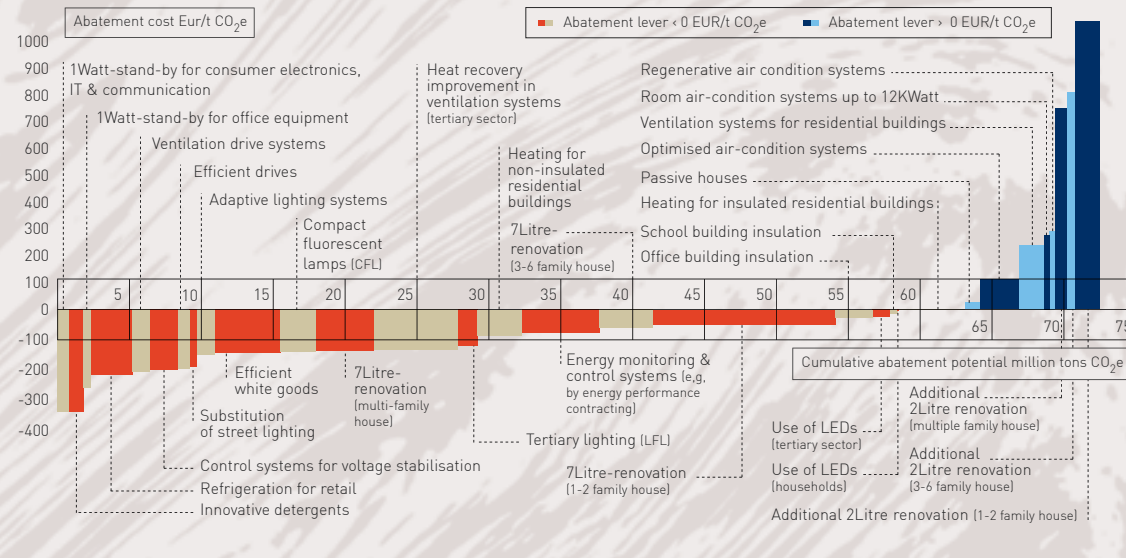 Abatement cost Eur/t CO2e
Abatement lever < 0 EUR/t CO2e
Abatement lever > 0 EUR/t CO2e
1000
900
800
700
600
500
400
300
200
100
0
-100
-200
-300
-400
1Watt-stand-by for consumer electronics,
IT & communication
1Watt-stand-by for office equipment
Ventilation drive systems
Efficient drives
Adaptive lighting systems
Compact
fluorescent
lamps (CFL)
Heat recovery
improvement in
ventilation systems
(tertiary sector)
Heating for
non-insulated
residential
buildings
7Litre-
renovation
(3-6 family house)
Regenerative air condition systems
Room air-condition systems up to 12KWatt
Ventilation systems for residential buildings
Optimised air-condition systems
Passive houses
Heating for insulated residential buildings
School building insulation
Office building insulation
5
10
15
20
25
30
35
40
45
50
55
60
65
70
75
Cumulative abatement potential million tons CO2e
Efficient
white goods
7Litre-
renovation
(multi-family
house)
Substitution
of street lighting
Control systems for voltage stabilisation
Refrigeration for retail
Innovative detergents
Energy monitoring &
control systems (e,g,
by energy performance
contracting)
Tertiary lighting (LFL)
7Litre-renovation
(1-2 family house)
Use of LEDs
(tertiary sector)
Use of LEDs
(households)
Additional
2Litre renovation
(multiple family house)
Additional
2Litre renovation
(3-6 family house)
Additional 2Litre renovation (1-2 family house)